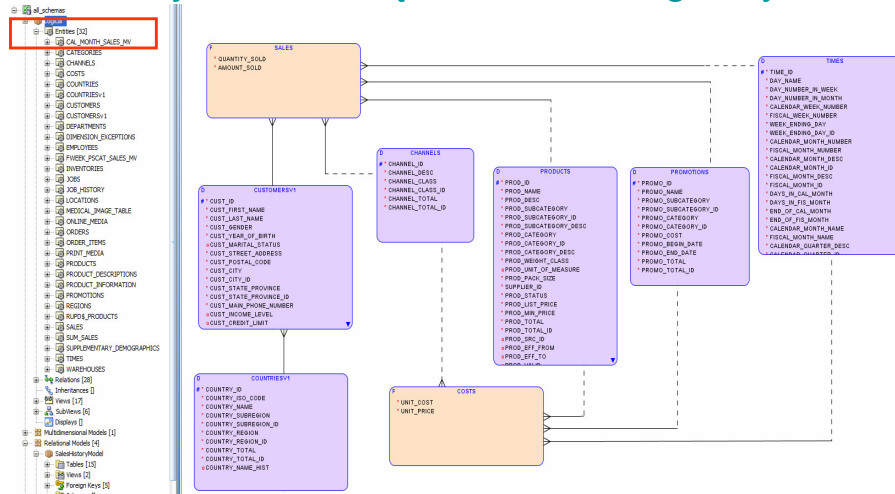 all_schemas
Logical
Entities [32]
CAL_MONTH_SALES_MV
CATEGORIES
CHANNELS
COSTS
COUNTRIES
COUNTRIESv1
CUSTOMERS
CUSTOMERSv1
DEPARTMENTS
DIMENSION_EXCEPTIONS
EMPLOYEES
FWEEK_PSCAT_SALES_MV
INVENTORIES
JOBS
JOB_HISTORY
LOCATIONS
MEDICAL_IMAGE_TABLE
ONLINE_MEDIA
ORDERS
ORDER_ITEMS
PRINT_MEDIA
PRODUCTS
PRODUCT_DESCRIPTIONS
PRODUCT_INFORMATION
PROMOTIONS
REGIONS
RUPD$_PRODUCTS
SALES
SUM_SALES
SUPPLEMENTARY_DEMOGRAPHICS
TIMES
WAREHOUSES
Relations [28]
Inheritances []
Views [17]
SubViews [6]
Displays []
Multidimensional Models [1]
Relational Models [4]
SalesHistoryModel
Tables [15]
Views [2]
Foreign Keys [5]
F SALES
* QUANTITY_SOLD
* AMOUNT_SOLD
D CUSTOMERSV1
# * CUST_ID
* CUST_FIRST_NAME
* CUST_LAST_NAME
* CUST_GENDER
* CUST_YEAR_OF_BIRTH
o CUST_MARITAL_STATUS
* CUST_STREET_ADDRESS
* CUST_POSTAL_CODE
* CUST_CITY
* CUST_CITY_ID
* CUST_STATE_PROVINCE
* CUST_STATE_PROVINCE_ID
* CUST_MAIN_PHONE_NUMBER
o CUST_INCOME_LEVEL
o CUST_CREDIT_LIMIT
D COUNTRIESV1
# * COUNTRY_ID
* COUNTRY_ISO_CODE
* COUNTRY_NAME
* COUNTRY_SUBREGION
* COUNTRY_SUBREGION_ID
* COUNTRY_REGION
* COUNTRY_REGION_ID
* COUNTRY_TOTAL
* COUNTRY_TOTAL_ID
o COUNTRY_NAME_HIST
D CHANNELS
# * CHANNEL_ID
* CHANNEL_DESC
* CHANNEL_CLASS
* CHANNEL_CLASS_ID
* CHANNEL_TOTAL
* CHANNEL_TOTAL_ID
D PRODUCTS
# * PROD_ID
* PROD_NAME
* PROD_DESC
* PROD_SUBCATEGORY
* PROD_SUBCATEGORY_ID
* PROD_SUBCATEGORY_DESC
* PROD_CATEGORY
* PROD_CATEGORY_ID
* PROD_CATEGORY_DESC
* PROD_WEIGHT_CLASS
o PROD_UNIT_OF_MEASURE
* PROD_PACK_SIZE
* SUPPLIER_ID
* PROD_STATUS
* PROD_LIST_PRICE
* PROD_MIN_PRICE
* PROD_TOTAL
* PROD_TOTAL_ID
o PROD_SRC_ID
o PROD_EFF_FROM
o PROD_EFF_TO
D PROMOTIONS
# * PROMO_ID
* PROMO_NAME
* PROMO_SUBCATEGORY
* PROMO_SUBCATEGORY_ID
* PROMO_CATEGORY
* PROMO_CATEGORY_ID
* PROMO_COST
* PROMO_BEGIN_DATE
* PROMO_END_DATE
* PROMO_TOTAL
* PROMO_TOTAL_ID
D TIMES
# * TIME_ID
* DAY_NAME
* DAY_NUMBER_IN_WEEK
* DAY_NUMBER_IN_MONTH
* CALENDAR_WEEK_NUMBER
* FISCAL_WEEK_NUMBER
* WEEK_ENDING_DAY
* WEEK_ENDING_DAY_ID
* CALENDAR_MONTH_NUMBER
* FISCAL_MONTH_NUMBER
* CALENDAR_MONTH_DESC
* CALENDAR_MONTH_ID
* FISCAL_MONTH_DESC
* FISCAL_MONTH_ID
* DAYS_IN_CAL_MONTH
* DAYS_IN_FIS_MONTH
* END_OF_CAL_MONTH
* END_OF_FIS_MONTH
* CALENDAR_MONTH_NAME
* FISCAL_MONTH_NAME
* CALENDAR_QUARTER_DESC
F COSTS
* UNIT_COST
* UNIT_PRICE